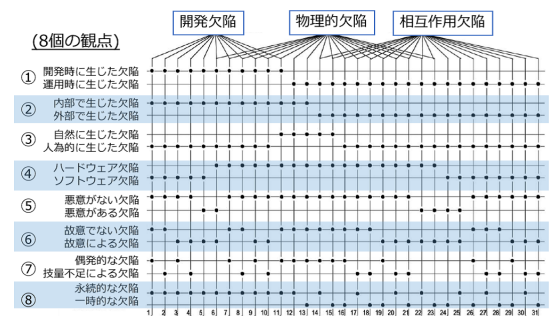 開発欠陥 物理的欠陥 相互作用欠陥
(8個の観点)
① 開発時に生じた欠陥
運用時に生じた欠陥
② 内部で生じた欠陥
外部で生じた欠陥
③ 自然に生じた欠陥
人為的に生じた欠陥
④ ハードウェア欠陥
ソフトウェア欠陥
⑤ 悪意がない欠陥
悪意がある欠陥
⑥ 故意でない欠陥
故意による欠陥
⑦ 偶発的な欠陥
技量不足による欠陥
⑧ 永続的な欠陥
一時的な欠陥
1 2 3 4 5 6 7 8 9 10 11 12 13 14 15 16 17 18 19 20 21 22 23 24 25 26 27 28 29 30 31